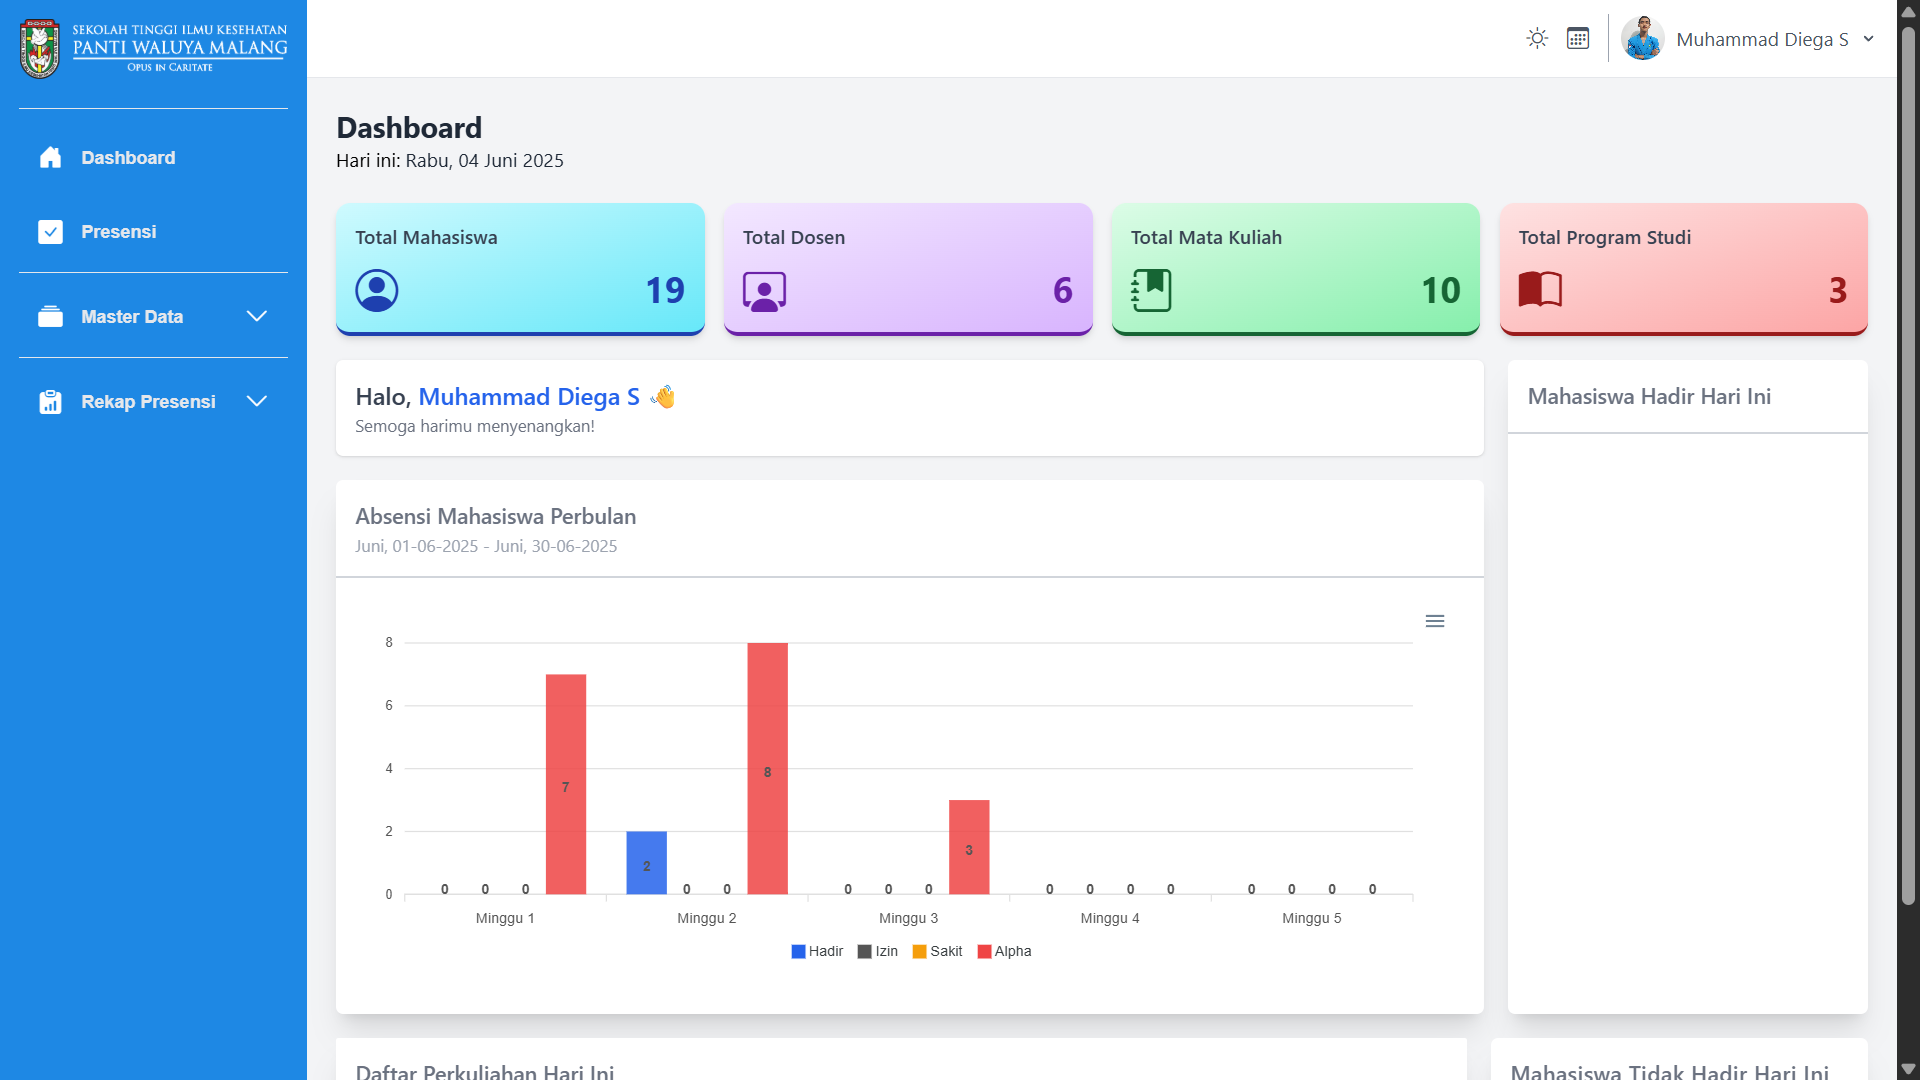 SEKOLAH TINGGI ILMU KESEHATAN
PANTI WALUYA MALANG
OPUS IN CARITATE
Muhammad Diega S
Dashboard
Presensi
Master Data
Rekap Presensi
Dashboard
Hari ini: Rabu, 04 Juni 2025
Total Mahasiswa
19
Total Dosen
6
Total Mata Kuliah
10
Total Program Studi
3
Halo, Muhammad Diega S 👋
Semoga harimu menyenangkan!
Mahasiswa Hadir Hari Ini
Absensi Mahasiswa Perbulan
Juni, 01-06-2025 - Juni, 30-06-2025
8
6
4
2
0
0 0 0 7 2 0 0 8 0 0 0 3 0 0 0 0 0 0 0 0
Minggu 1 Minggu 2 Minggu 3 Minggu 4 Minggu 5
Hadir Izin Sakit Alpha
Daftar Perkuliahan Hari Ini
Mahasiswa Tidak Hadir Hari Ini